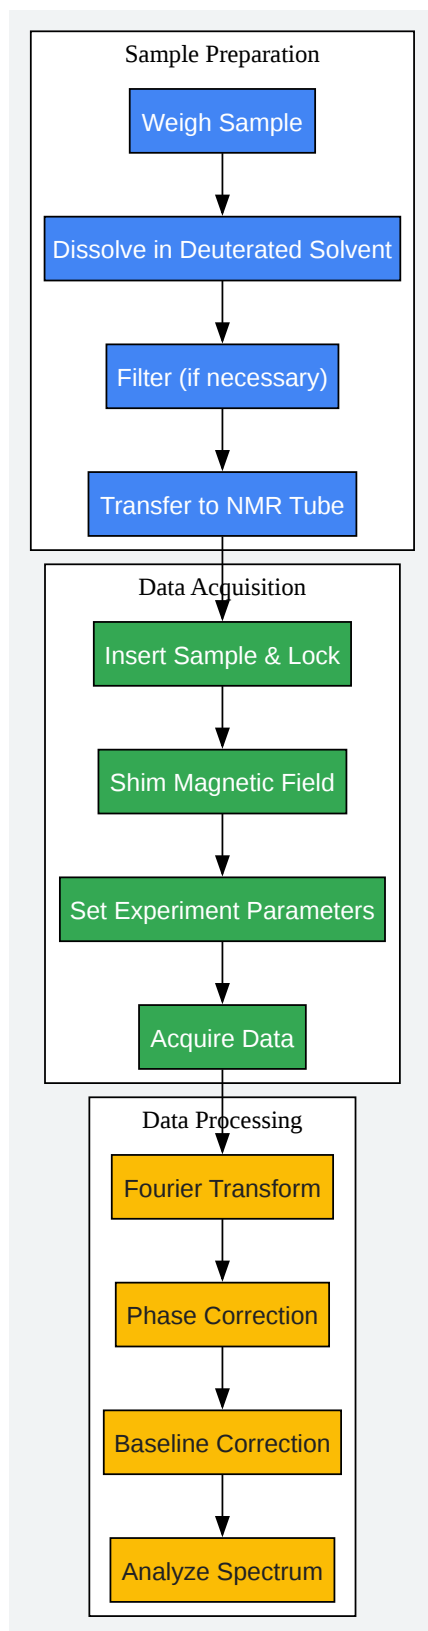 Sample Preparation
Weigh Sample
Dissolve in Deuterated Solvent
Filter (if necessary)
Transfer to NMR Tube
Data Acquisition
Insert Sample & Lock
Shim Magnetic Field
Set Experiment Parameters
Acquire Data
Data Processing
Fourier Transform
Phase Correction
Baseline Correction
Analyze Spectrum